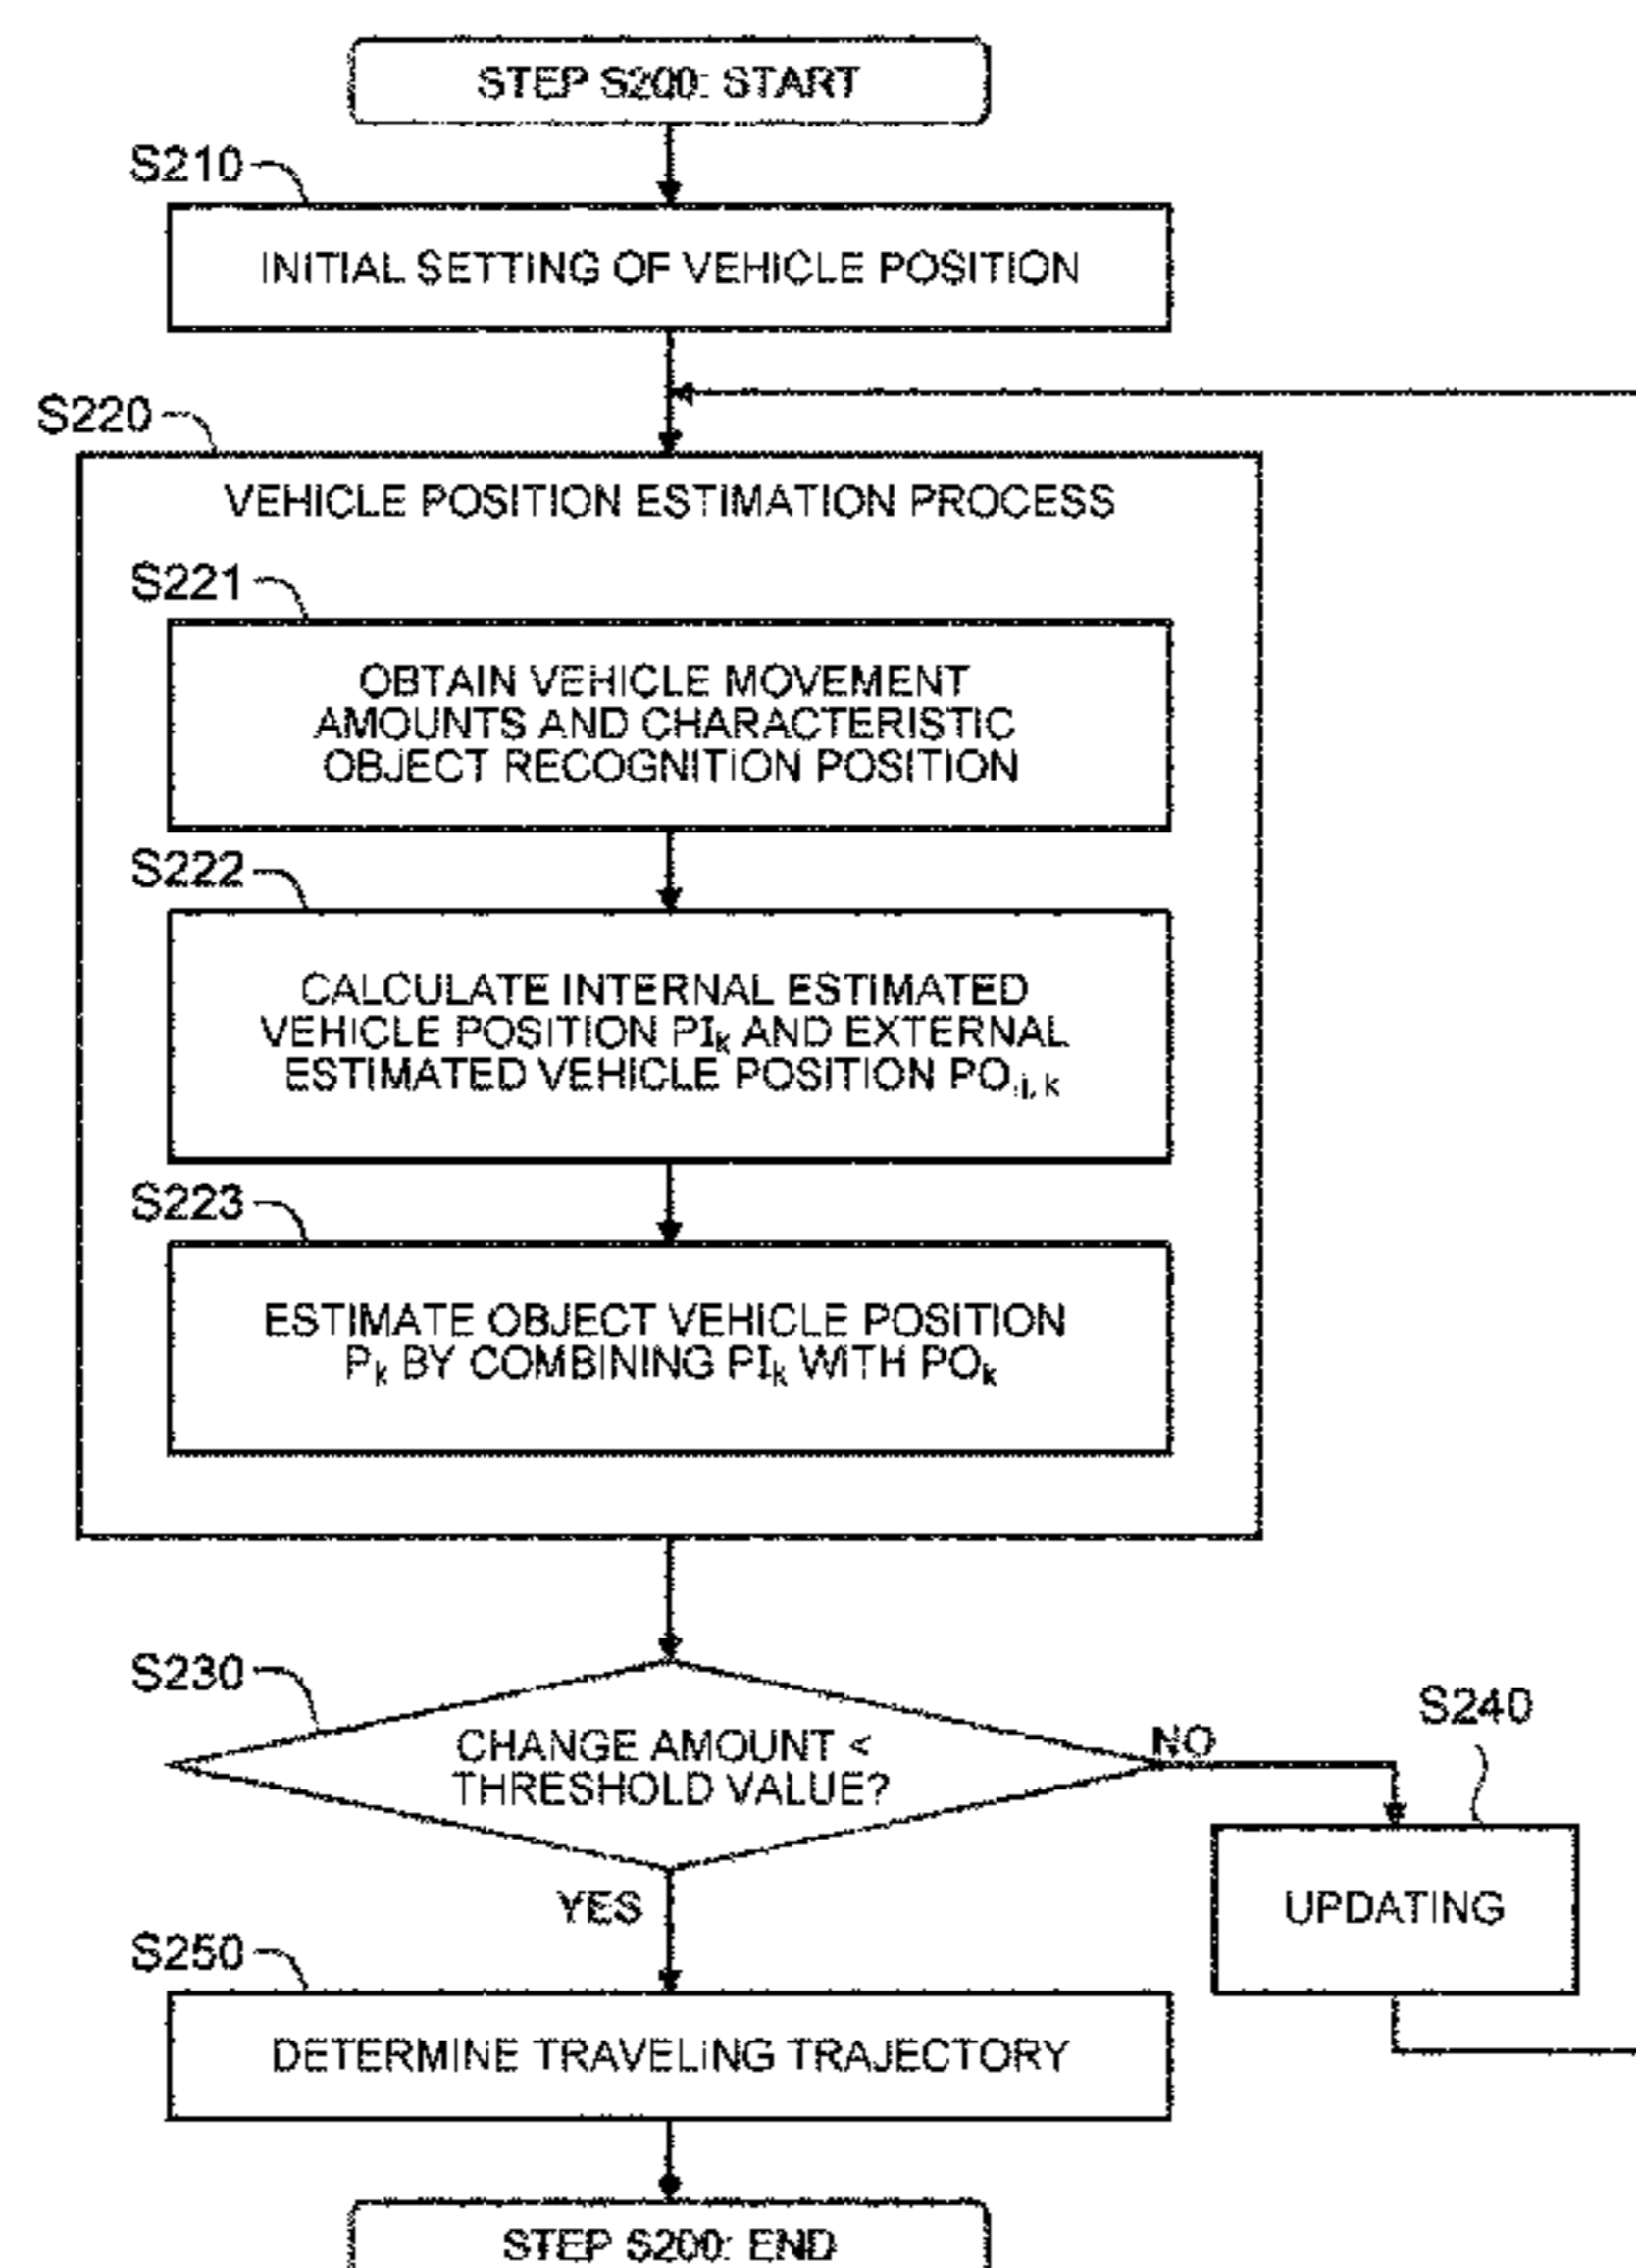 STEP S200: START
S210
INITIAL SETTING OF VEHICLE POSITION
S220
VEHICLE POSITION ESTIMATION PROCESS
S221
OBTAIN VEHICLE MOVEMENT
AMOUNTS AND CHARACTERISTIC
OBJECT RECOGNITION POSITION
S222
CALCULATE INTERNAL ESTIMATED
VEHICLE POSITION PIk AND EXTERNAL
ESTIMATED VEHICLE POSITION POj, k
S223
ESTIMATE OBJECT VEHICLE POSITION
Pk BY COMBINING PIk WITH POk
S230
CHANGE AMOUNT <
THRESHOLD VALUE?
NO
S240
UPDATING
YES
S250
DETERMINE TRAVELING TRAJECTORY
STEP S200: END